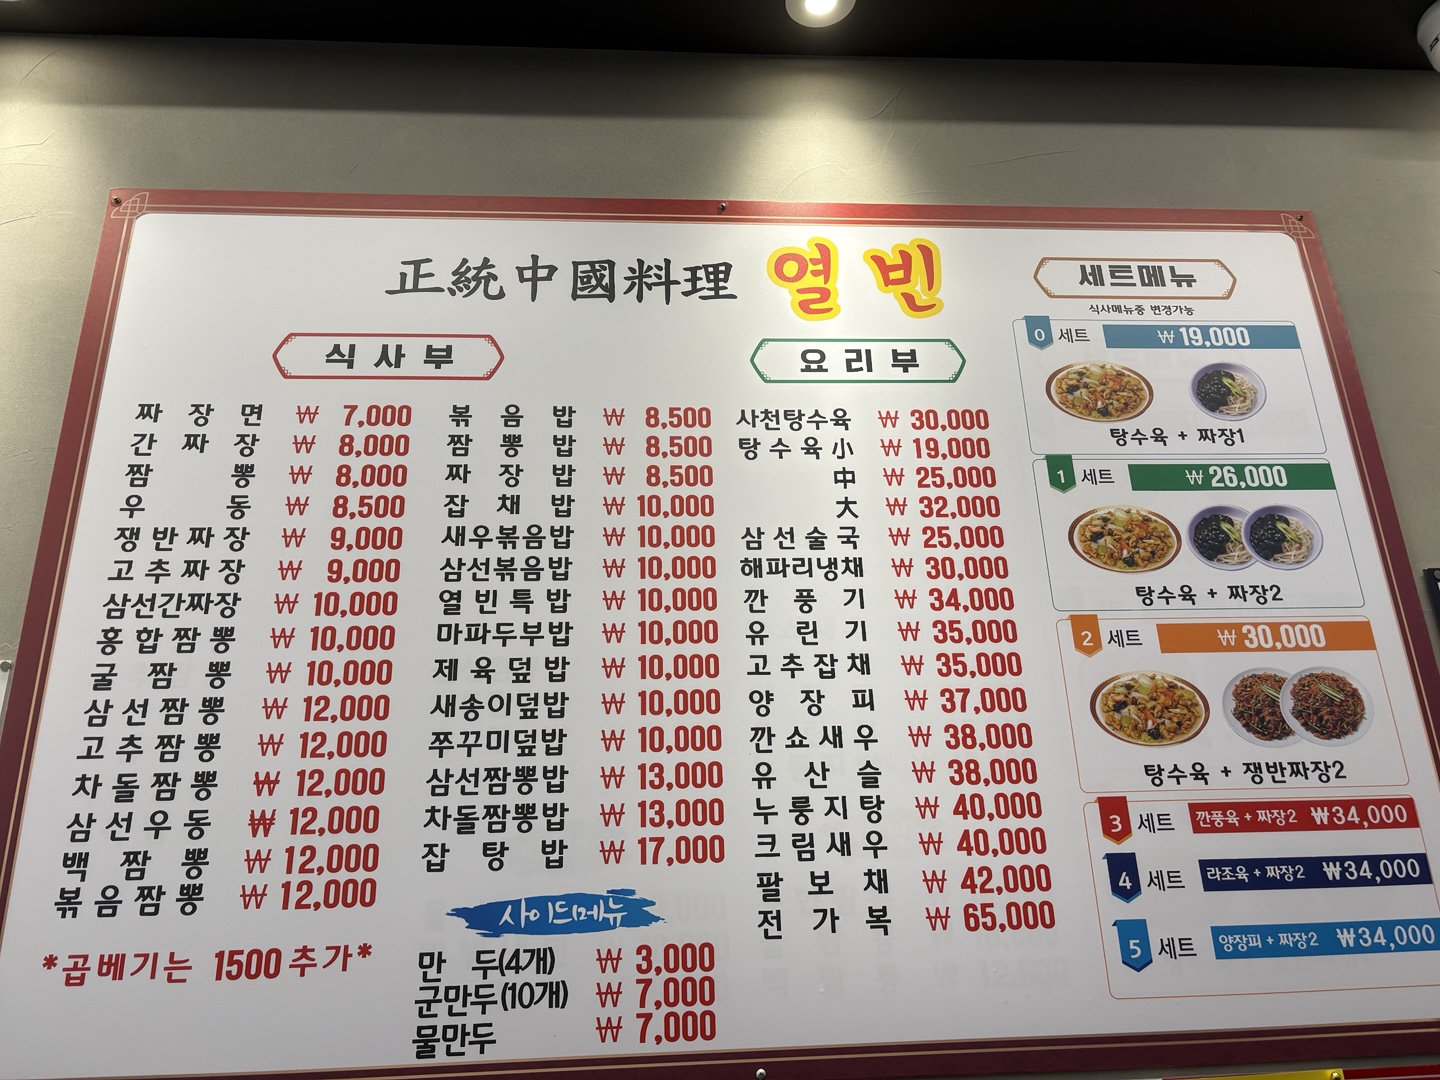 正統中國料理 열빈
식사부
짜장면 ₩ 7,000
간짜장 ₩ 8,000
짬뽕 ₩ 8,000
우동 ₩ 8,500
쟁반짜장 ₩ 9,000
고추짜장 ₩ 9,000
삼선간짜장 ₩ 10,000
홍합짬뽕 ₩ 10,000
굴짬뽕 ₩ 10,000
삼선짬뽕 ₩ 12,000
고추짬뽕 ₩ 12,000
차돌짬뽕 ₩ 12,000
삼선우동 ₩ 12,000
백짬뽕 ₩ 12,000
볶음짬뽕 ₩ 12,000
*곱베기는 1500추가*
볶음밥 ₩ 8,500
짬뽕밥 ₩ 8,500
짜장밥 ₩ 8,500
잡채밥 ₩ 10,000
새우볶음밥 ₩ 10,000
삼선볶음밥 ₩ 10,000
열빈특밥 ₩ 10,000
마파두부밥 ₩ 10,000
제육덮밥 ₩ 10,000
새송이덮밥 ₩ 10,000
쭈꾸미덮밥 ₩ 10,000
삼선짬뽕밥 ₩ 13,000
차돌짬뽕밥 ₩ 13,000
잡탕밥 ₩ 17,000
사이드메뉴
만두(4개) ₩ 3,000
군만두(10개) ₩ 7,000
물만두 ₩ 7,000
요리부
사천탕수육 ₩ 30,000
탕수육小 ₩ 19,000
中 ₩ 25,000
大 ₩ 32,000
삼선술국 ₩ 25,000
해파리냉채 ₩ 30,000
깐풍기 ₩ 34,000
유린기 ₩ 35,000
고추잡채 ₩ 35,000
양장피 ₩ 37,000
깐쇼새우 ₩ 38,000
유산슬 ₩ 38,000
누룽지탕 ₩ 40,000
크림새우 ₩ 40,000
팔보채 ₩ 42,000
전가복 ₩ 65,000
세트메뉴
식사메뉴중 변경가능
0 세트 ₩ 19,000
탕수육 + 짜장1
1 세트 ₩ 26,000
탕수육 + 짜장2
2 세트 ₩ 30,000
탕수육 + 쟁반짜장2
3 세트 깐풍육 + 짜장2 ₩34,000
4 세트 라조육 + 짜장2 ₩34,000
5 세트 양장피 + 짜장2 ₩34,000